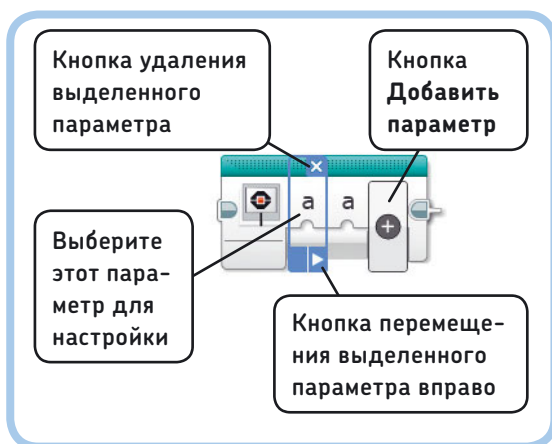 Кнопка удаления
выделенного
параметра
Кнопка
Добавить
параметр
a a
Выберите
этот пара-
метр для
настройки
Кнопка перемеще-
ния выделенного
параметра вправо